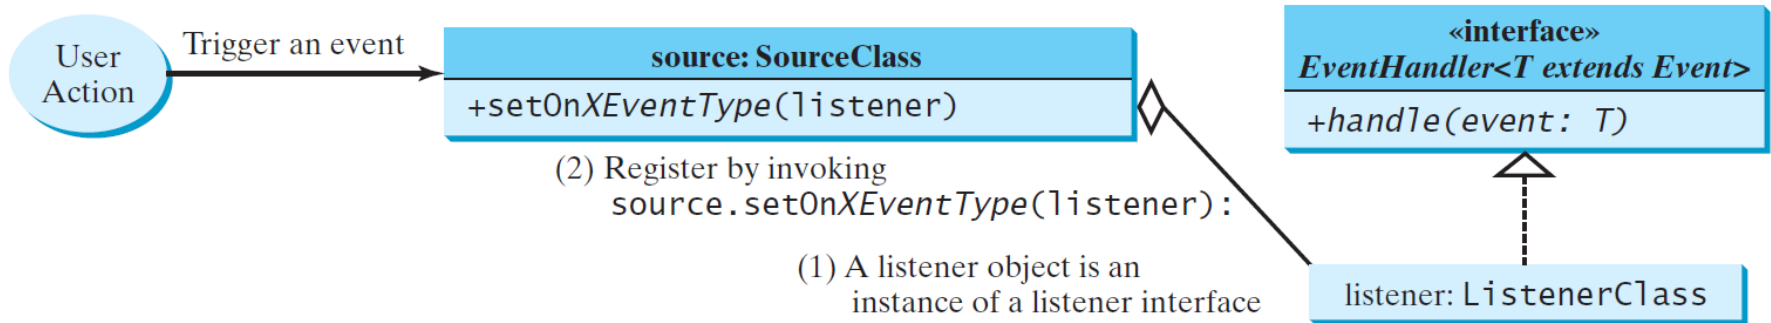 User
Action
Trigger an event
source: SourceClass
+setOnXEventType(listener)
(2) Register by invoking
source.setOnXEventType(listener):
(1) A listener object is an
instance of a listener interface
«interface»
EventHandler<T extends Event>
+handle(event: T)
listener: ListenerClass